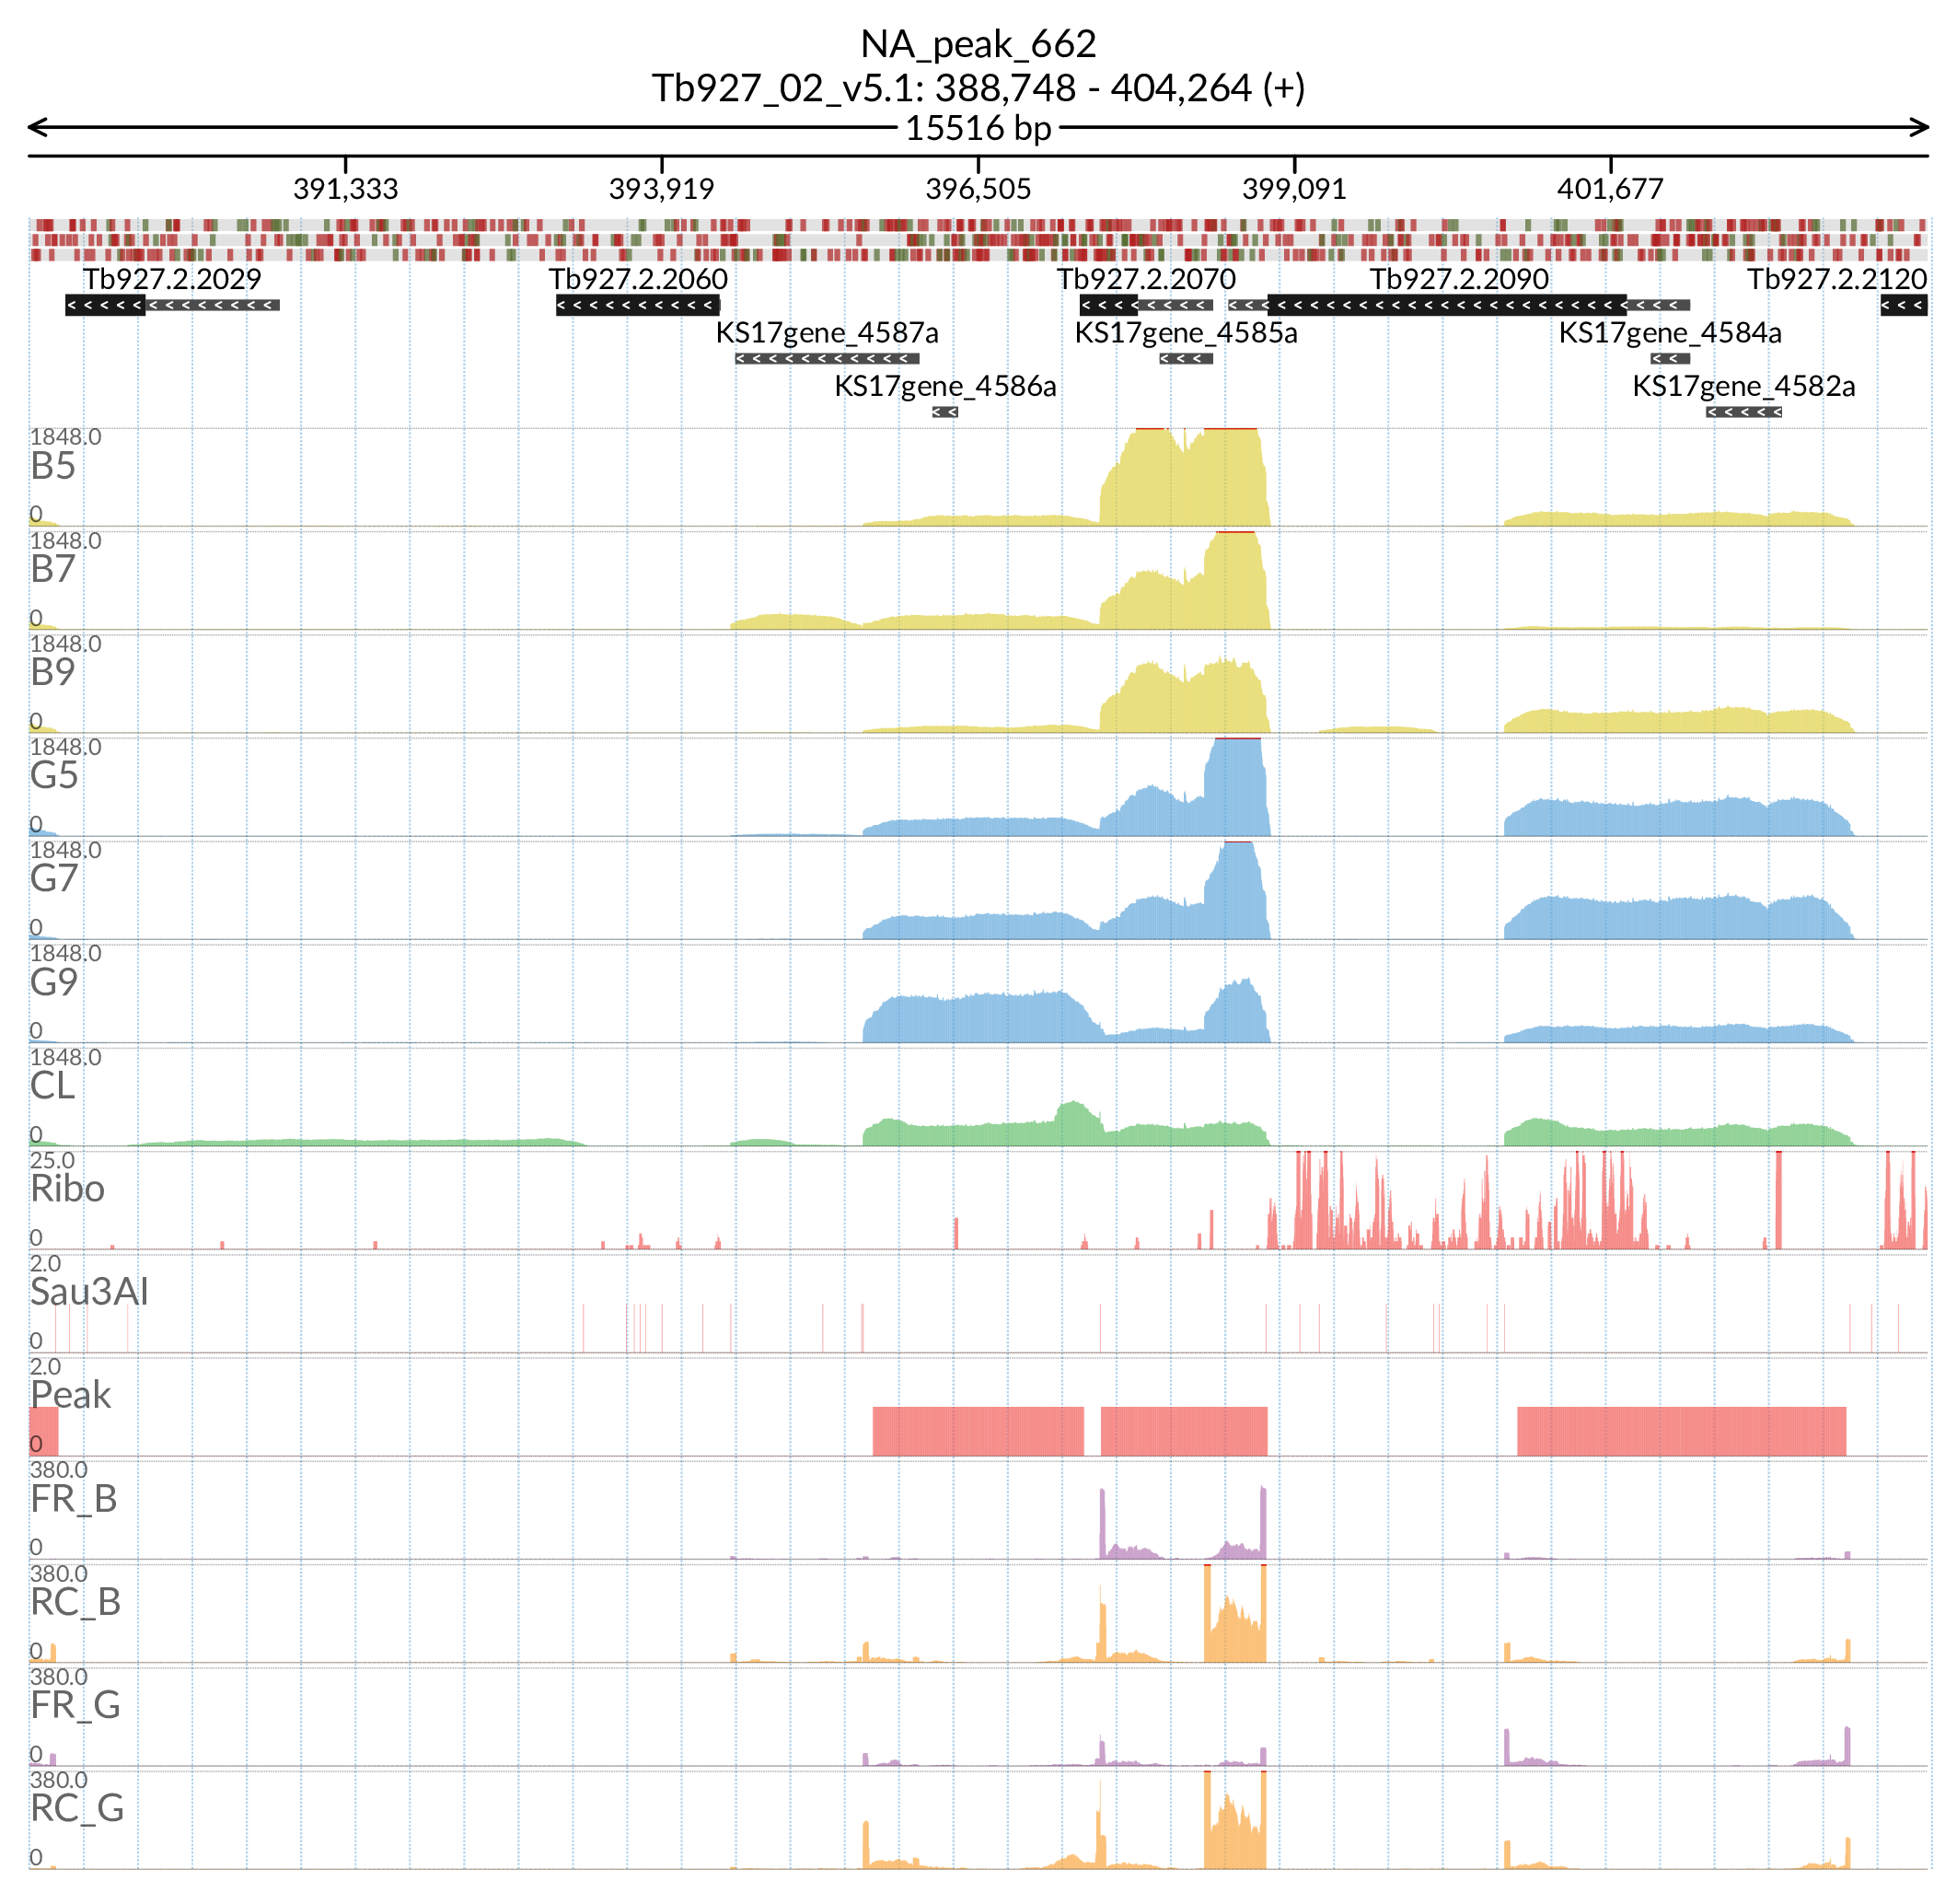 NA_peak_662
Tb927_02_v5.1: 388,748 - 404,264 (+)
15516 bp
391,333 393,919 396,505 399,091 401,677
Tb927.2.2029 Tb927.2.2060 Tb927.2.2070 Tb927.2.2090 Tb927.2.2120
KS17gene_4587a KS17gene_4585a KS17gene_4584a
KS17gene_4586a KS17gene_4582a
1848.0
B5
0
1848.0
B7
0
1848.0
B9
0
1848.0
G5
0
1848.0
G7
0
1848.0
G9
0
1848.0
CL
0
25.0
Ribo
0
2.0
Sau3AI
0
2.0
Peak
0
380.0
FR_B
0
380.0
RC_B
0
380.0
FR_G
0
380.0
RC_G
0